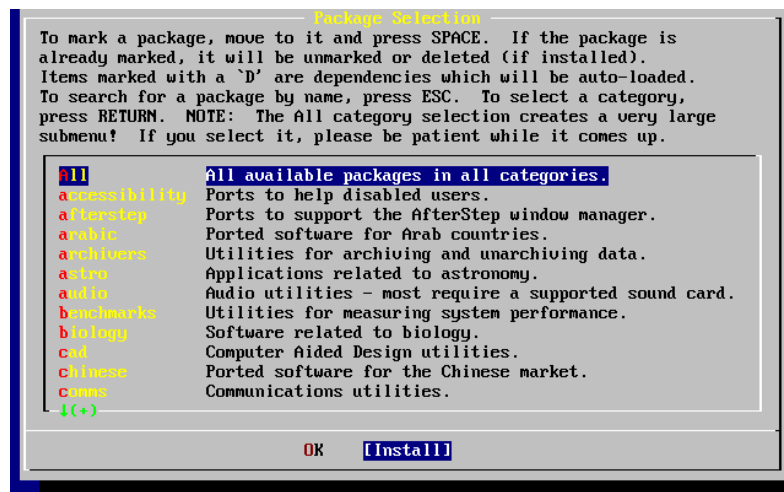 Package Selection
To mark a package, move to it and press SPACE.  If the package is
already marked, it will be unmarked or deleted (if installed).
Items marked with a `D' are dependencies which will be auto-loaded.
To search for a package by name, press ESC.  To select a category,
press RETURN.  NOTE:  The All category selection creates a very large
submenu!  If you select it, please be patient while it comes up.
All All available packages in all categories.
accessibility Ports to help disabled users.
afterstep Ports to support the AfterStep window manager.
arabic Ported software for Arab countries.
archivers Utilities for archiving and unarchiving data.
astro Applications related to astronomy.
audio Audio utilities - most require a supported sound card.
benchmarks Utilities for measuring system performance.
biology Software related to biology.
cad Computer Aided Design utilities.
chinese Ported software for the Chinese market.
comms Communications utilities.
↓(+)
OK [Install]